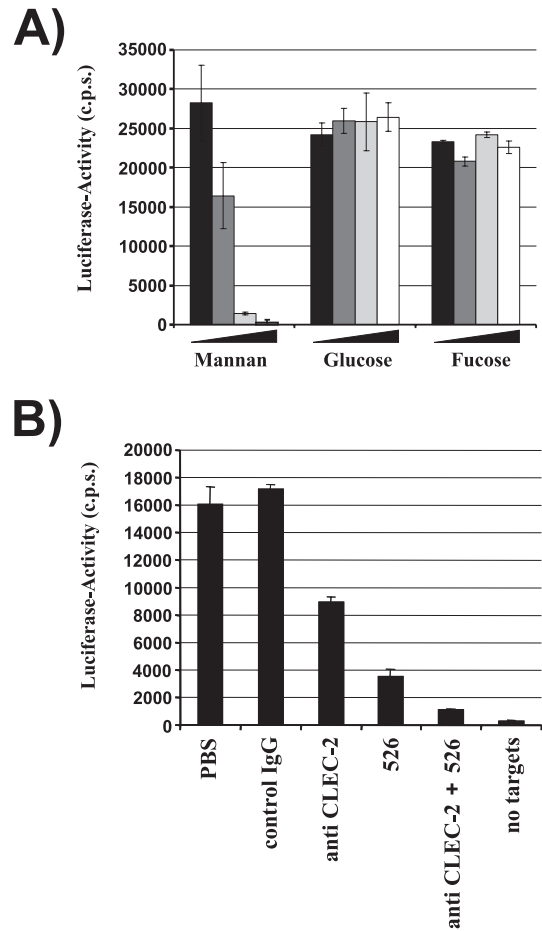 A)
Luciferase-Activity (c.p.s.)
35000
30000
25000
20000
15000
10000
5000
0
Mannan Glucose Fucose
B)
Luciferase-Activity (c.p.s.)
20000
18000
16000
14000
12000
10000
8000
6000
4000
2000
0
PBS
control IgG
anti CLEC-2
526
anti CLEC-2 + 526
no targets